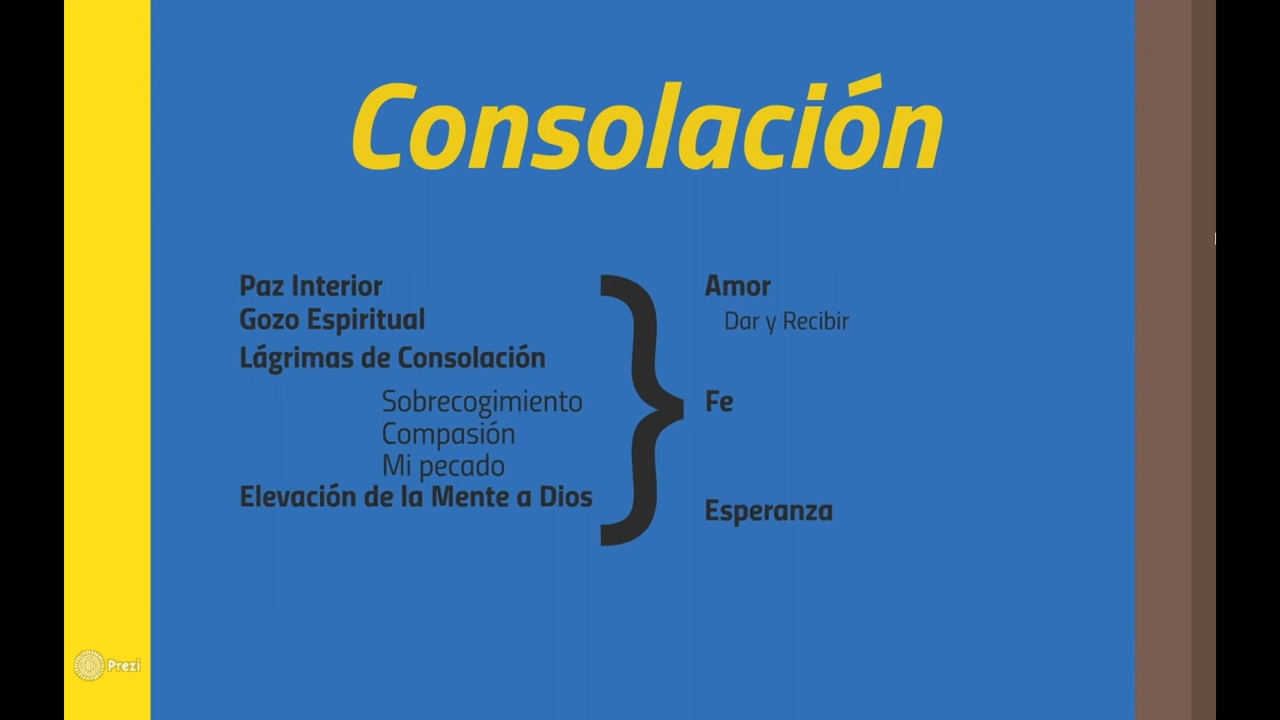 Consolación
Paz Interior
Gozo Espiritual
Lágrimas de Consolación
Sobrecogimiento
Compasión
Mi pecado
Elevación de la Mente a Dios
Amor
Dar y Recibir
Fe
Esperanza
Prezi